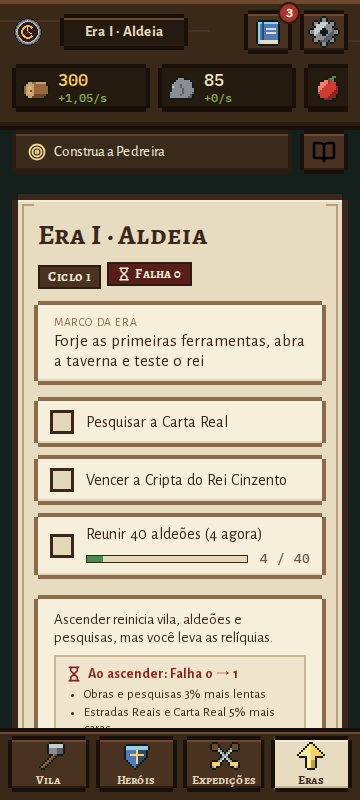 Era I · Aldeia
3
300
+1,05/s
85
+0/s
Construa a Pedreira
Era I · Aldeia
Ciclo 1
Falha 0
MARCO DA ERA
Forje as primeiras ferramentas, abra
a taverna e teste o rei
Pesquisar a Carta Real
Vencer a Cripta do Rei Cinzento
Reunir 40 aldeões (4 agora)
4 / 40
Ascender reinicia vila, aldeões e
pesquisas, mas você leva as relíquias.
Ao ascender: Falha 0 → 1
• Obras e pesquisas 3% mais lentas
• Estradas Reais e Carta Real 5% mais
Vila
Heróis
Expedições
Eras